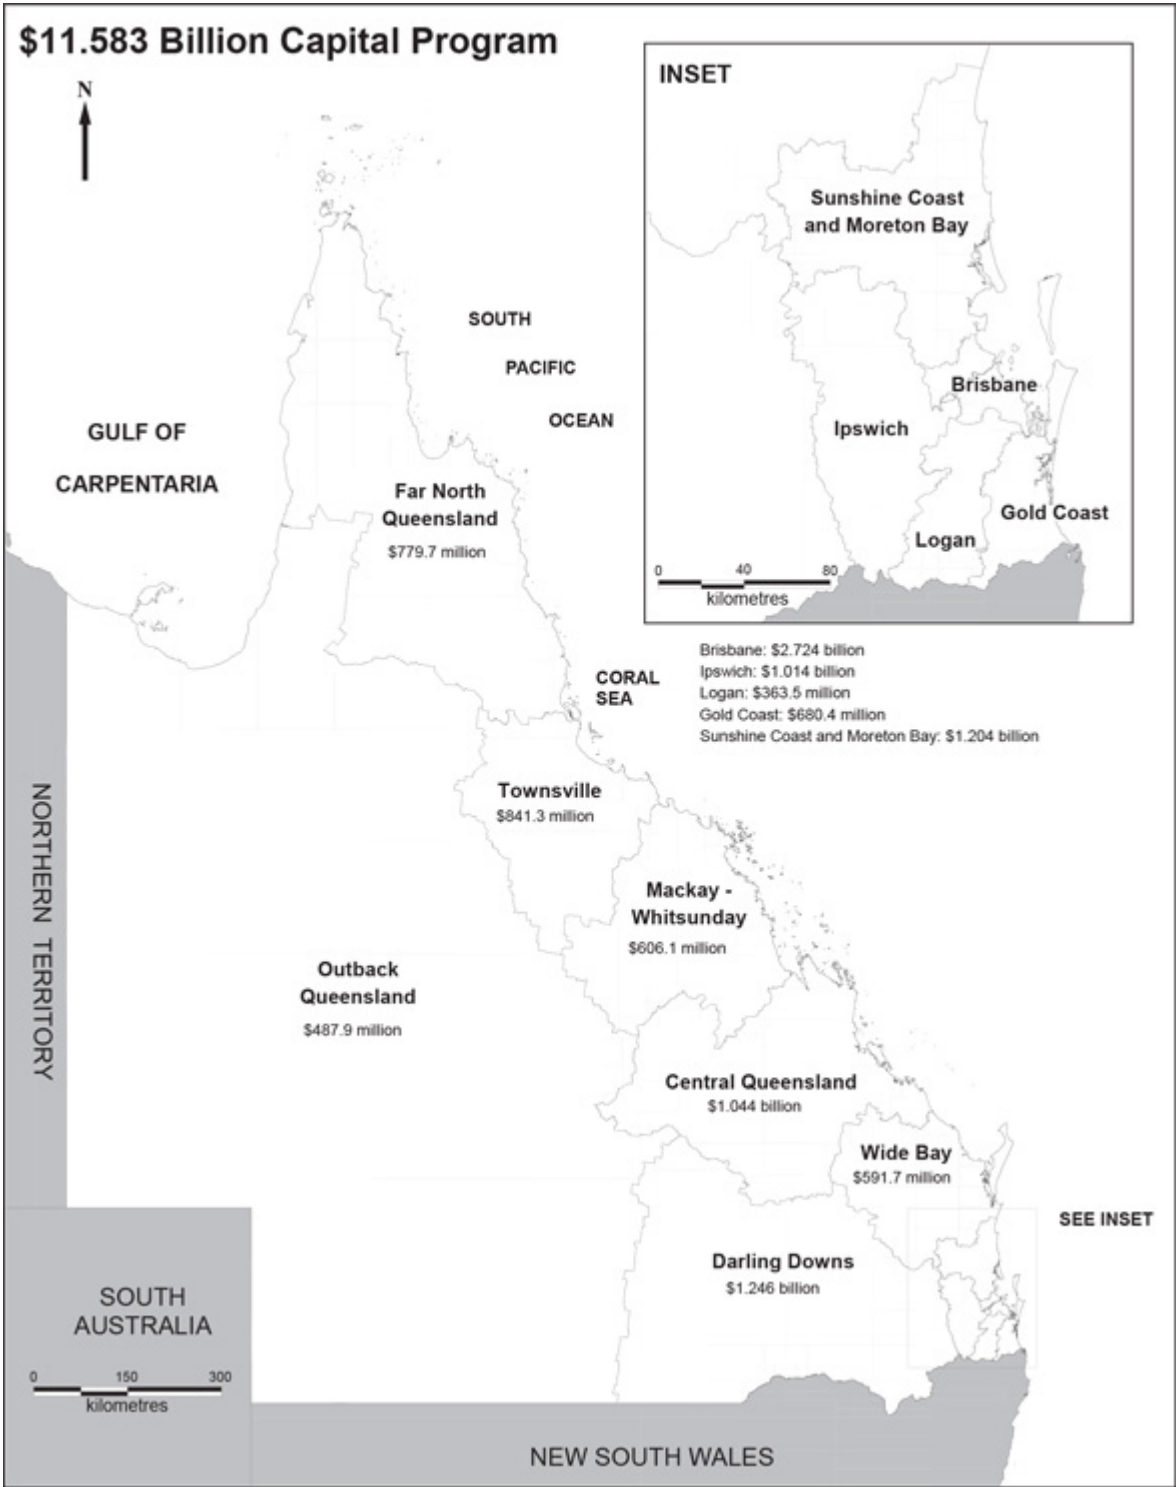 $11.583 Billion Capital Program
N
INSET
Sunshine Coast
and Moreton Bay
Brisbane
Ipswich
Gold Coast
Logan
0 40 80
kilometres
SOUTH
PACIFIC
OCEAN
GULF OF
CARPENTARIA
Far North
Queensland
$779.7 million
Brisbane: $2.724 billion
Ipswich: $1.014 billion
Logan: $363.5 million
Gold Coast: $680.4 million
Sunshine Coast and Moreton Bay: $1.204 billion
CORAL
SEA
Townsville
$841.3 million
NORTHERN TERRITORY
Mackay -
Whitsunday
$606.1 million
Outback
Queensland
$487.9 million
Central Queensland
$1.044 billion
Wide Bay
$591.7 million
SEE INSET
Darling Downs
$1.246 billion
SOUTH
AUSTRALIA
0 150 300
kilometres
NEW SOUTH WALES